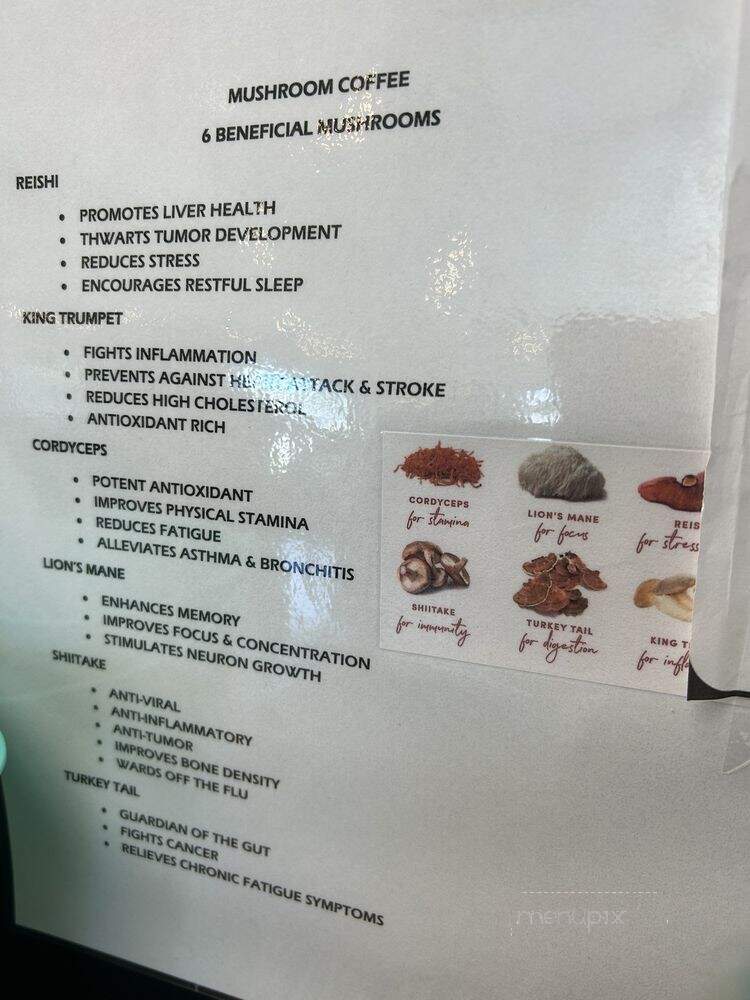 MUSHROOM COFFEE
6 BENEFICIAL MUSHROOMS
REISHI
• PROMOTES LIVER HEALTH
• THWARTS TUMOR DEVELOPMENT
• REDUCES STRESS
• ENCOURAGES RESTFUL SLEEP
KING TRUMPET
• FIGHTS INFLAMMATION
• PREVENTS AGAINST HEART ATTACK & STROKE
• REDUCES HIGH CHOLESTEROL
• ANTIOXIDANT RICH
CORDYCEPS
• POTENT ANTIOXIDANT
• IMPROVES PHYSICAL STAMINA
• REDUCES FATIGUE
• ALLEVIATES ASTHMA & BRONCHITIS
LION'S MANE
• ENHANCES MEMORY
• IMPROVES FOCUS & CONCENTRATION
• STIMULATES NEURON GROWTH
SHIITAKE
• ANTI-VIRAL
• ANTI-INFLAMMATORY
• ANTI-TUMOR
• IMPROVES BONE DENSITY
• WARDS OFF THE FLU
TURKEY TAIL
• GUARDIAN OF THE GUT
• FIGHTS CANCER
• RELIEVES CHRONIC FATIGUE SYMPTOMS
CORDYCEPS
for stamina
LION'S MANE
for focus
REIS
for stress
SHIITAKE
for immunity
TURKEY TAIL
for digestion
KING T
for infl
menupix